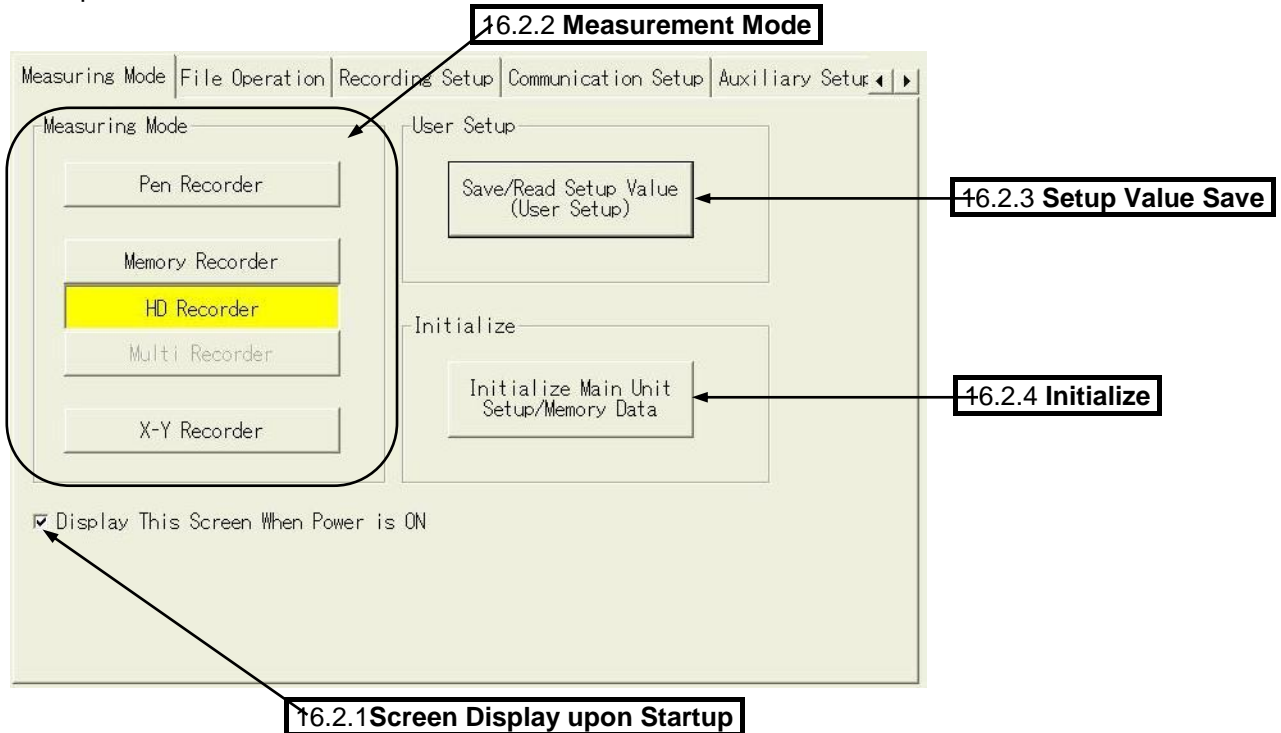 16.2.2 Measurement Mode
Measuring Mode File Operation Recording Setup Communication Setup Auxiliary Setup
Measuring Mode
Pen Recorder
Memory Recorder
HD Recorder
Multi Recorder
X-Y Recorder
User Setup
Save/Read Setup Value
(User Setup)
16.2.3 Setup Value Save
Initialize
Initialize Main Unit
Setup/Memory Data
16.2.4 Initialize
Display This Screen When Power is ON
16.2.1Screen Display upon Startup